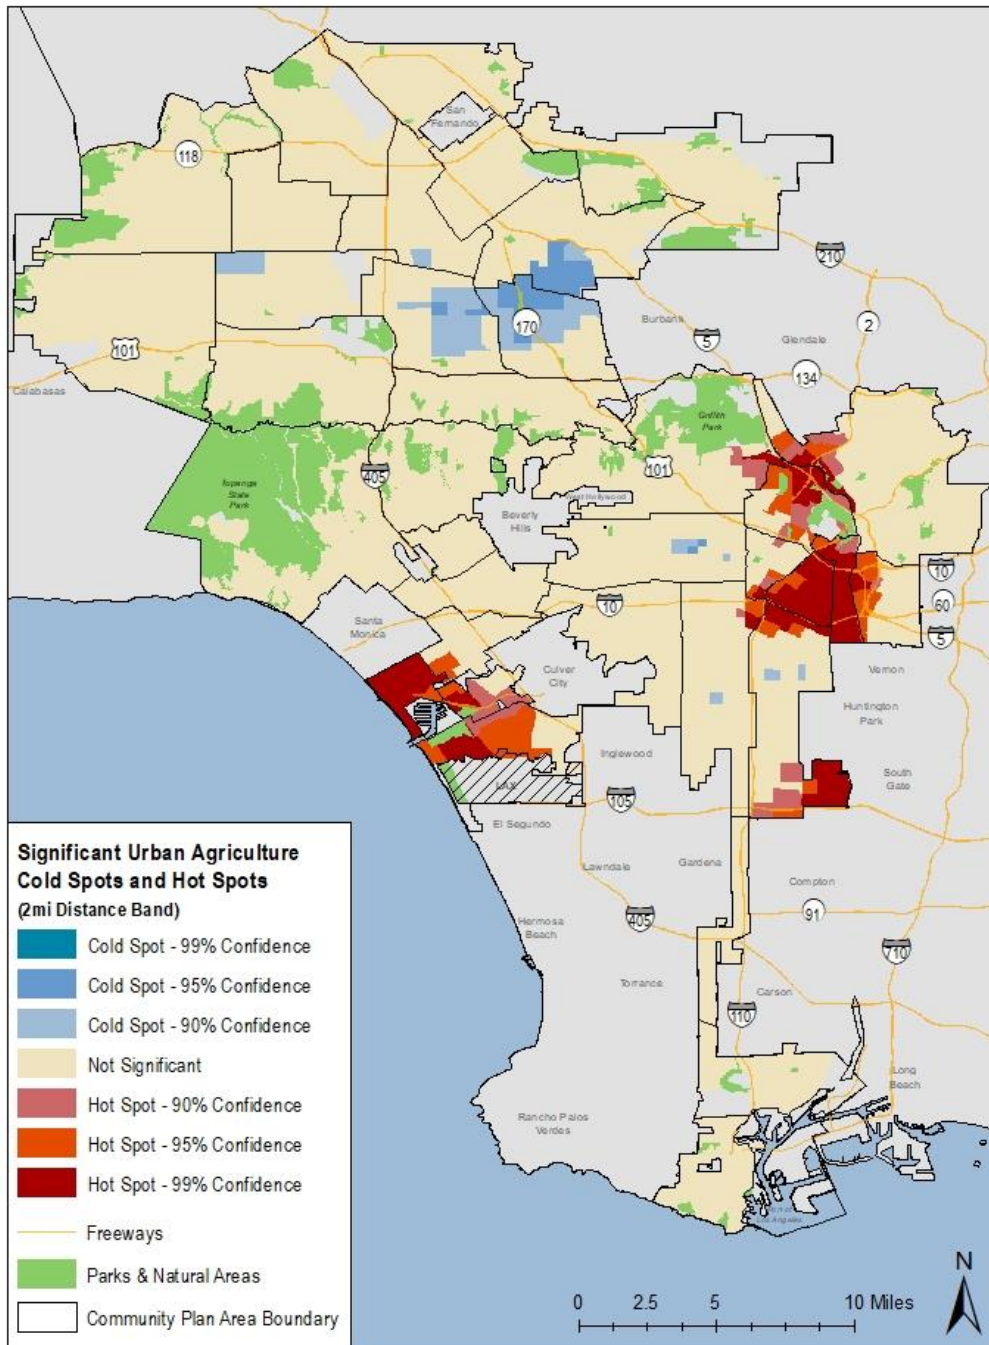 San
Fernando
118
210
170
Burbank
2
5
Glendale
101
134
Calabasas
Griffith
Park
101
405
Topanga
State
Park
West Hollywood
Beverly
Hills
10
10
60
Santa
Monica
5
Culver
City
Vernon
Huntington
Park
Inglewood
South
Gate
LAX
105
El Segundo
Lawndale
Gardena
Compton
91
405
Hermosa
Beach
710
Torrance
Carson
110
Long
Beach
Rancho Palos
Verdes
Port of
Los Angeles
Significant Urban Agriculture
Cold Spots and Hot Spots
(2mi Distance Band)
Cold Spot - 99% Confidence
Cold Spot - 95% Confidence
Cold Spot - 90% Confidence
Not Significant
Hot Spot - 90% Confidence
Hot Spot - 95% Confidence
Hot Spot - 99% Confidence
Freeways
Parks & Natural Areas
Community Plan Area Boundary
N
0 2.5 5 10 Miles